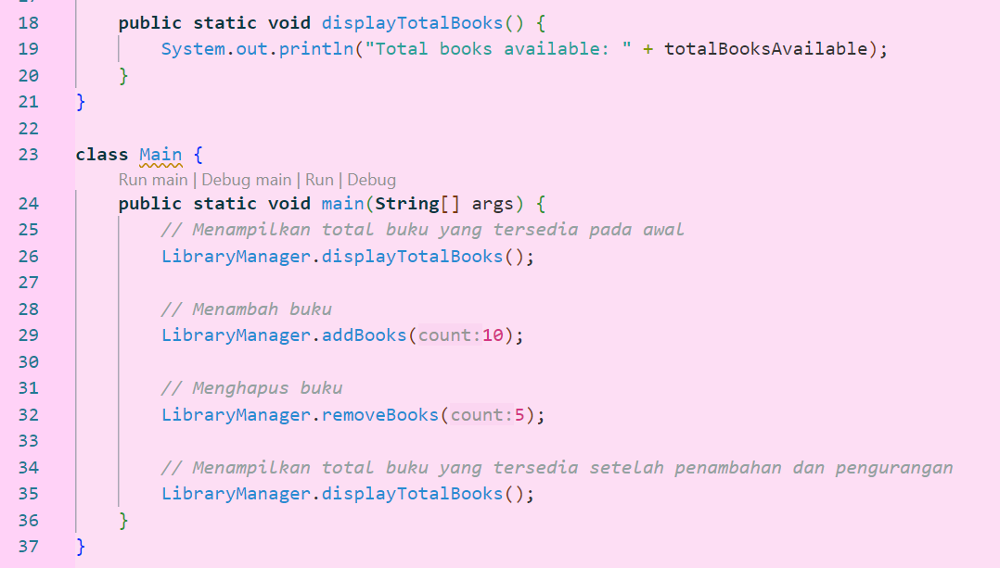 18 public static void displayTotalBooks() {
19 System.out.println("Total books available: " + totalBooksAvailable);
20 }
21 }
22
23 class Main {
Run main | Debug main | Run | Debug
24 public static void main(String[] args) {
25 // Menampilkan total buku yang tersedia pada awal
26 LibraryManager.displayTotalBooks();
27
28 // Menambah buku
29 LibraryManager.addBooks(count:10);
30
31 // Menghapus buku
32 LibraryManager.removeBooks(count:5);
33
34 // Menampilkan total buku yang tersedia setelah penambahan dan pengurangan
35 LibraryManager.displayTotalBooks();
36 }
37 }